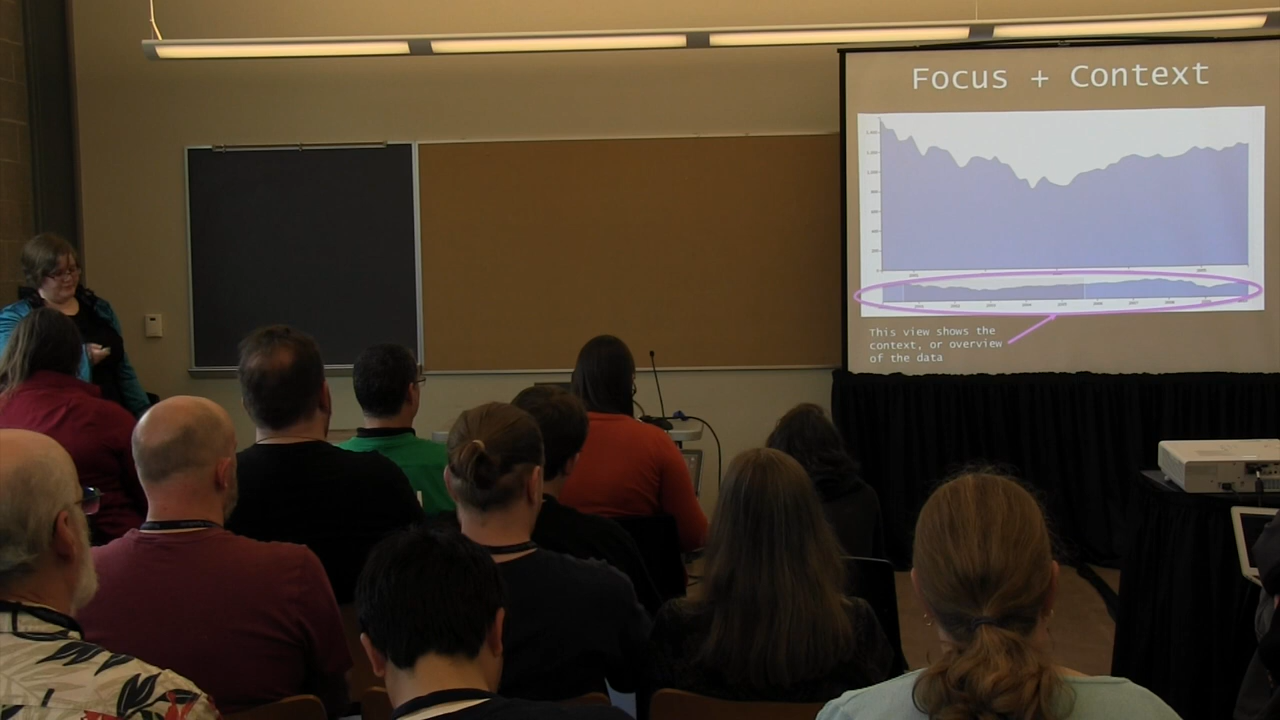 Focus + Context
This view shows the
context, or overview
of the data